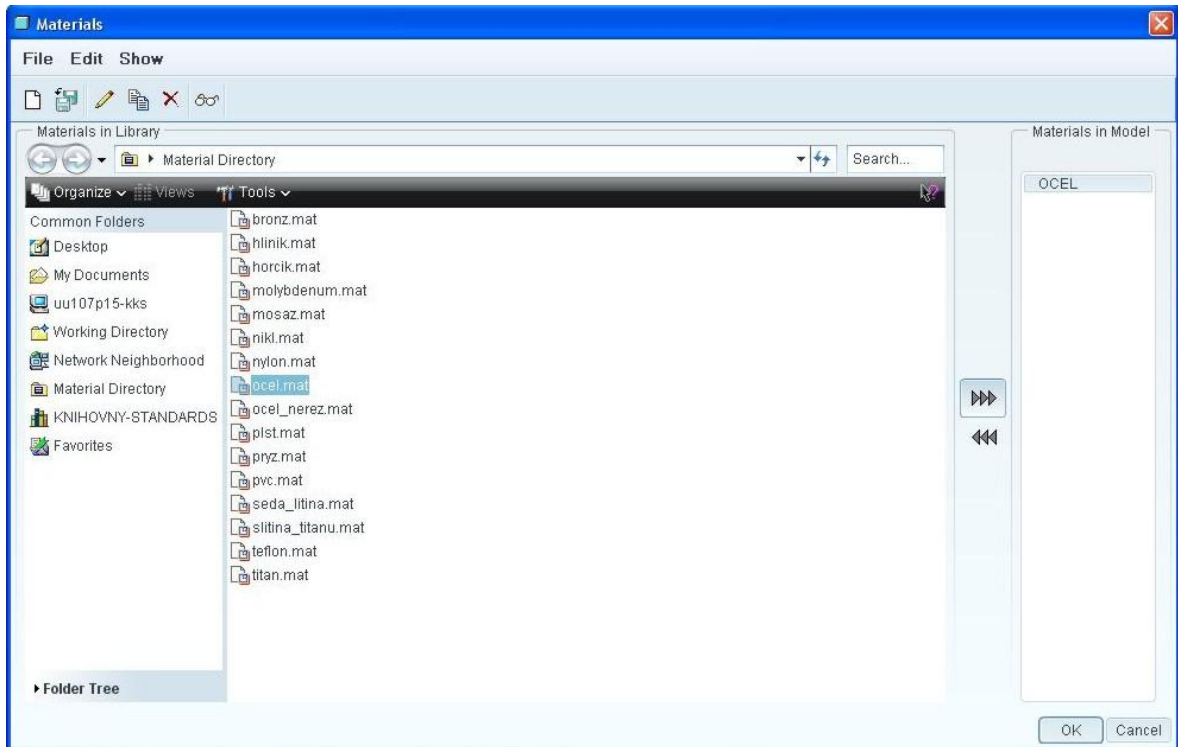 Materials
File Edit Show
Materials in Library
Materials in Model
Material Directory
Search...
Organize Views Tools
OCEL
Common Folders
Desktop
My Documents
uu107p15-kks
Working Directory
Network Neighborhood
Material Directory
KNIHOVNY-STANDARDS
Favorites
bronz.mat
hlinik.mat
horcik.mat
molybdenum.mat
mosaz.mat
nikl.mat
nylon.mat
ocel.mat
ocel_nerez.mat
plst.mat
pryz.mat
pvc.mat
seda_litina.mat
slitina_titanu.mat
teflon.mat
titan.mat
Folder Tree
OK Cancel